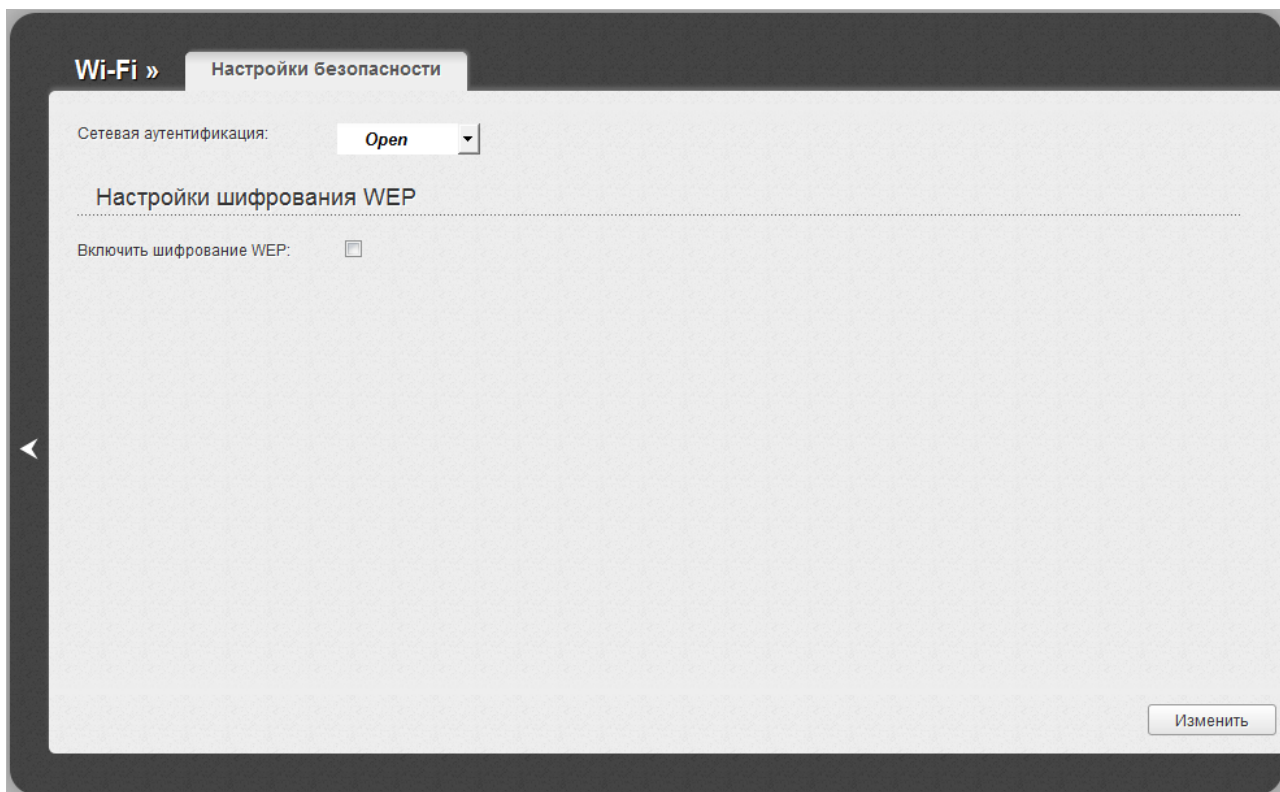 Wi-Fi »
Настройки безопасности
Сетевая аутентификация:
Open
Настройки шифрования WEP
Включить шифрование WEP:
Изменить